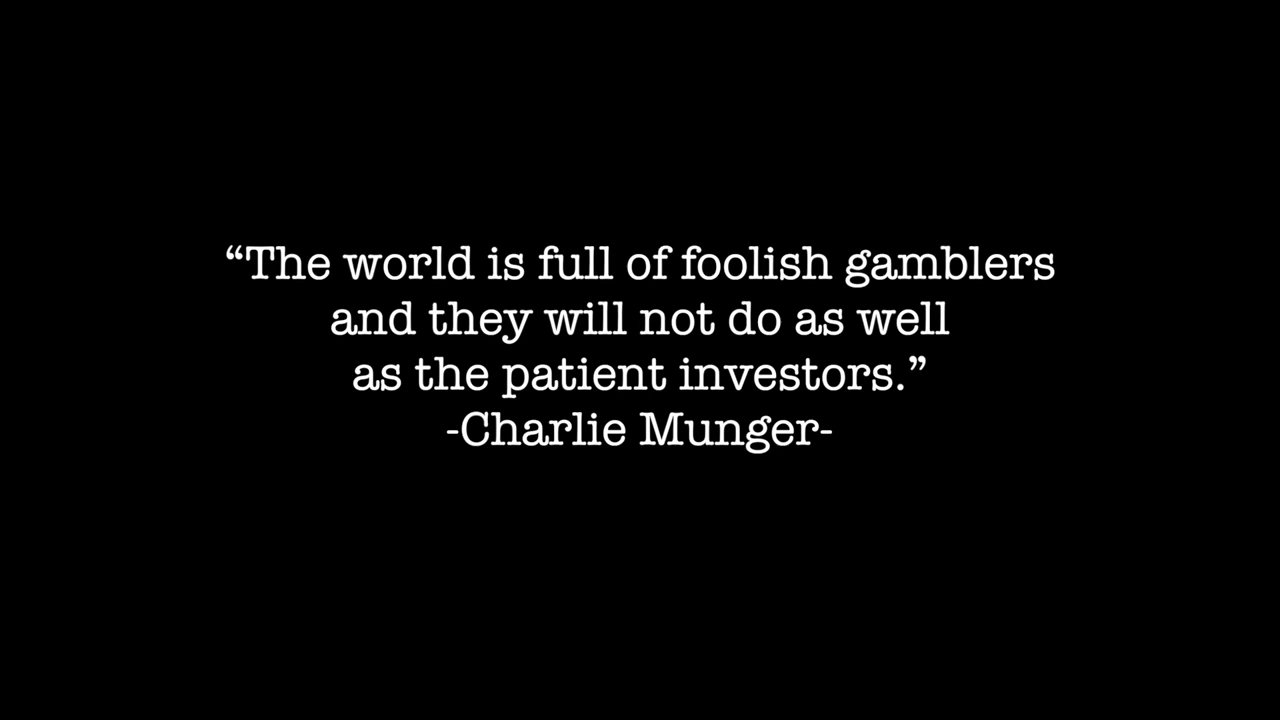 “The world is full of foolish gamblers
and they will not do as well
as the patient investors.”
-Charlie Munger-